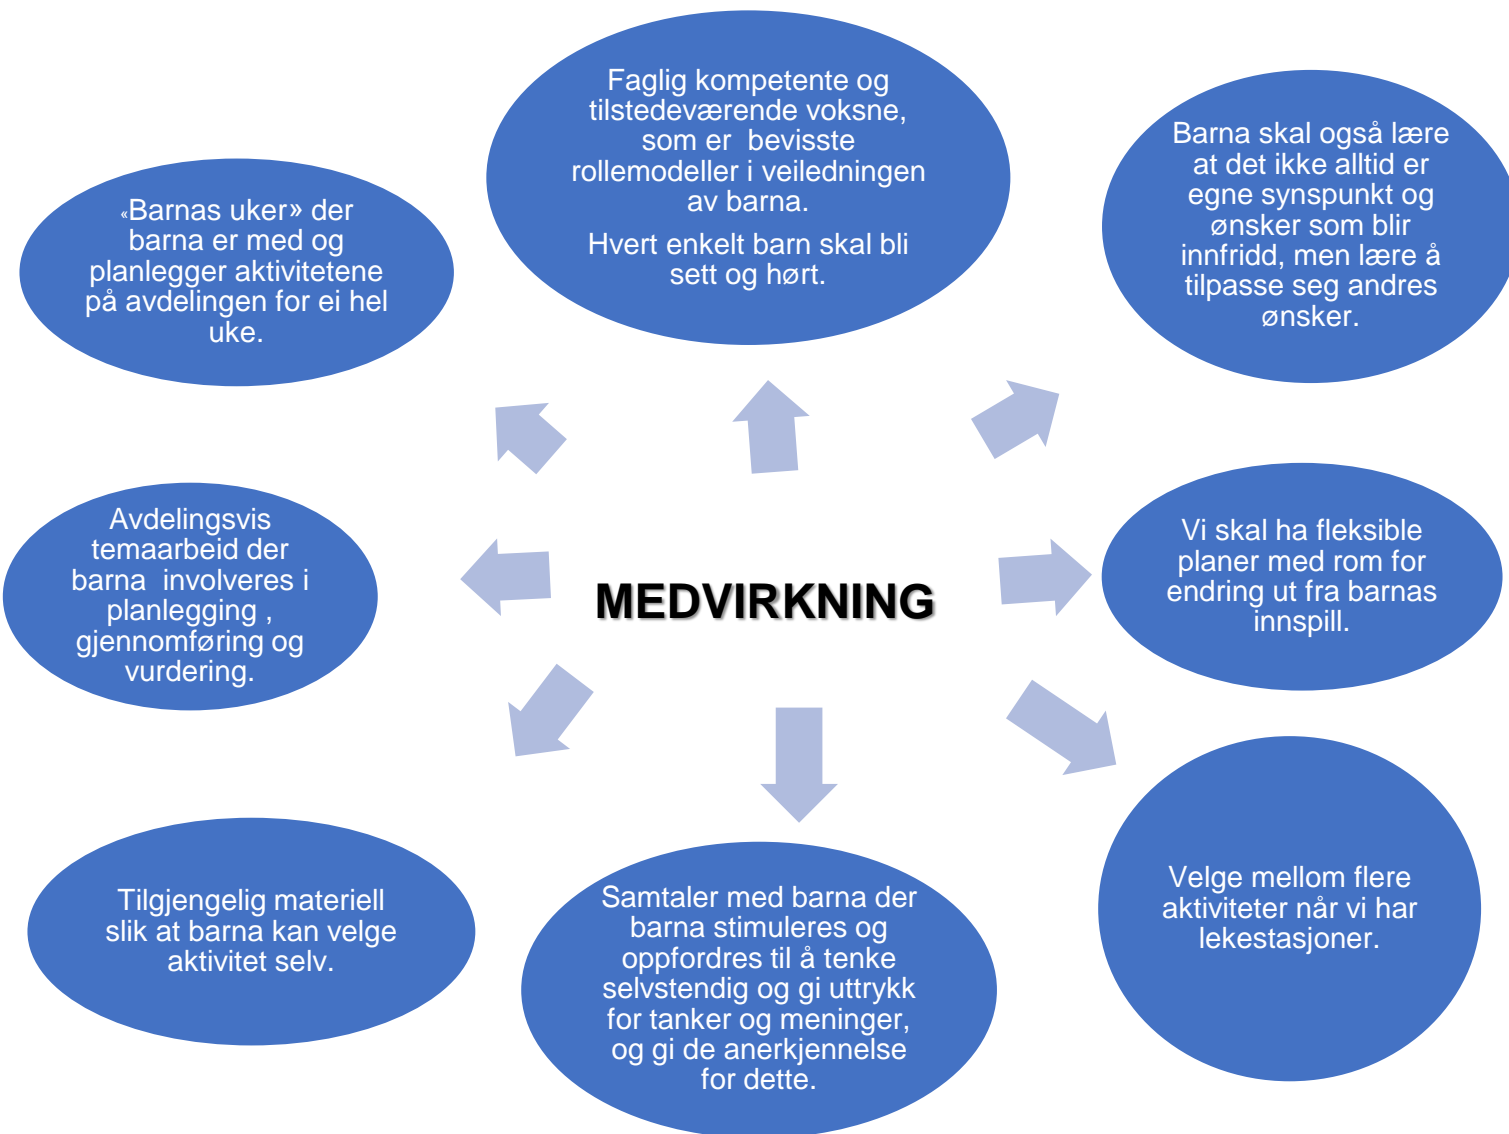 Faglig kompetente og
tilstedeværende voksne,
som er  bevisste
rollemodeller i veiledningen
av barna.
Hvert enkelt barn skal bli
sett og hørt.
Barna skal også lære
at det ikke alltid er
egne synspunkt og
ønsker som blir
innfridd, men lære å
tilpasse seg andres
ønsker.
«Barnas uker» der
barna er med og
planlegger aktivitetene
på avdelingen for ei hel
uke.
Avdelingsvis
temaarbeid der
barna  involveres i
planlegging ,
gjennomføring og
vurdering.
MEDVIRKNING
Vi skal ha fleksible
planer med rom for
endring ut fra barnas
innspill.
Tilgjengelig materiell
slik at barna kan velge
aktivitet selv.
Samtaler med barna der
barna stimuleres og
oppfordres til å tenke
selvstendig og gi uttrykk
for tanker og meninger,
og gi de anerkjennelse
for dette.
Velge mellom flere
aktiviteter når vi har
lekestasjoner.